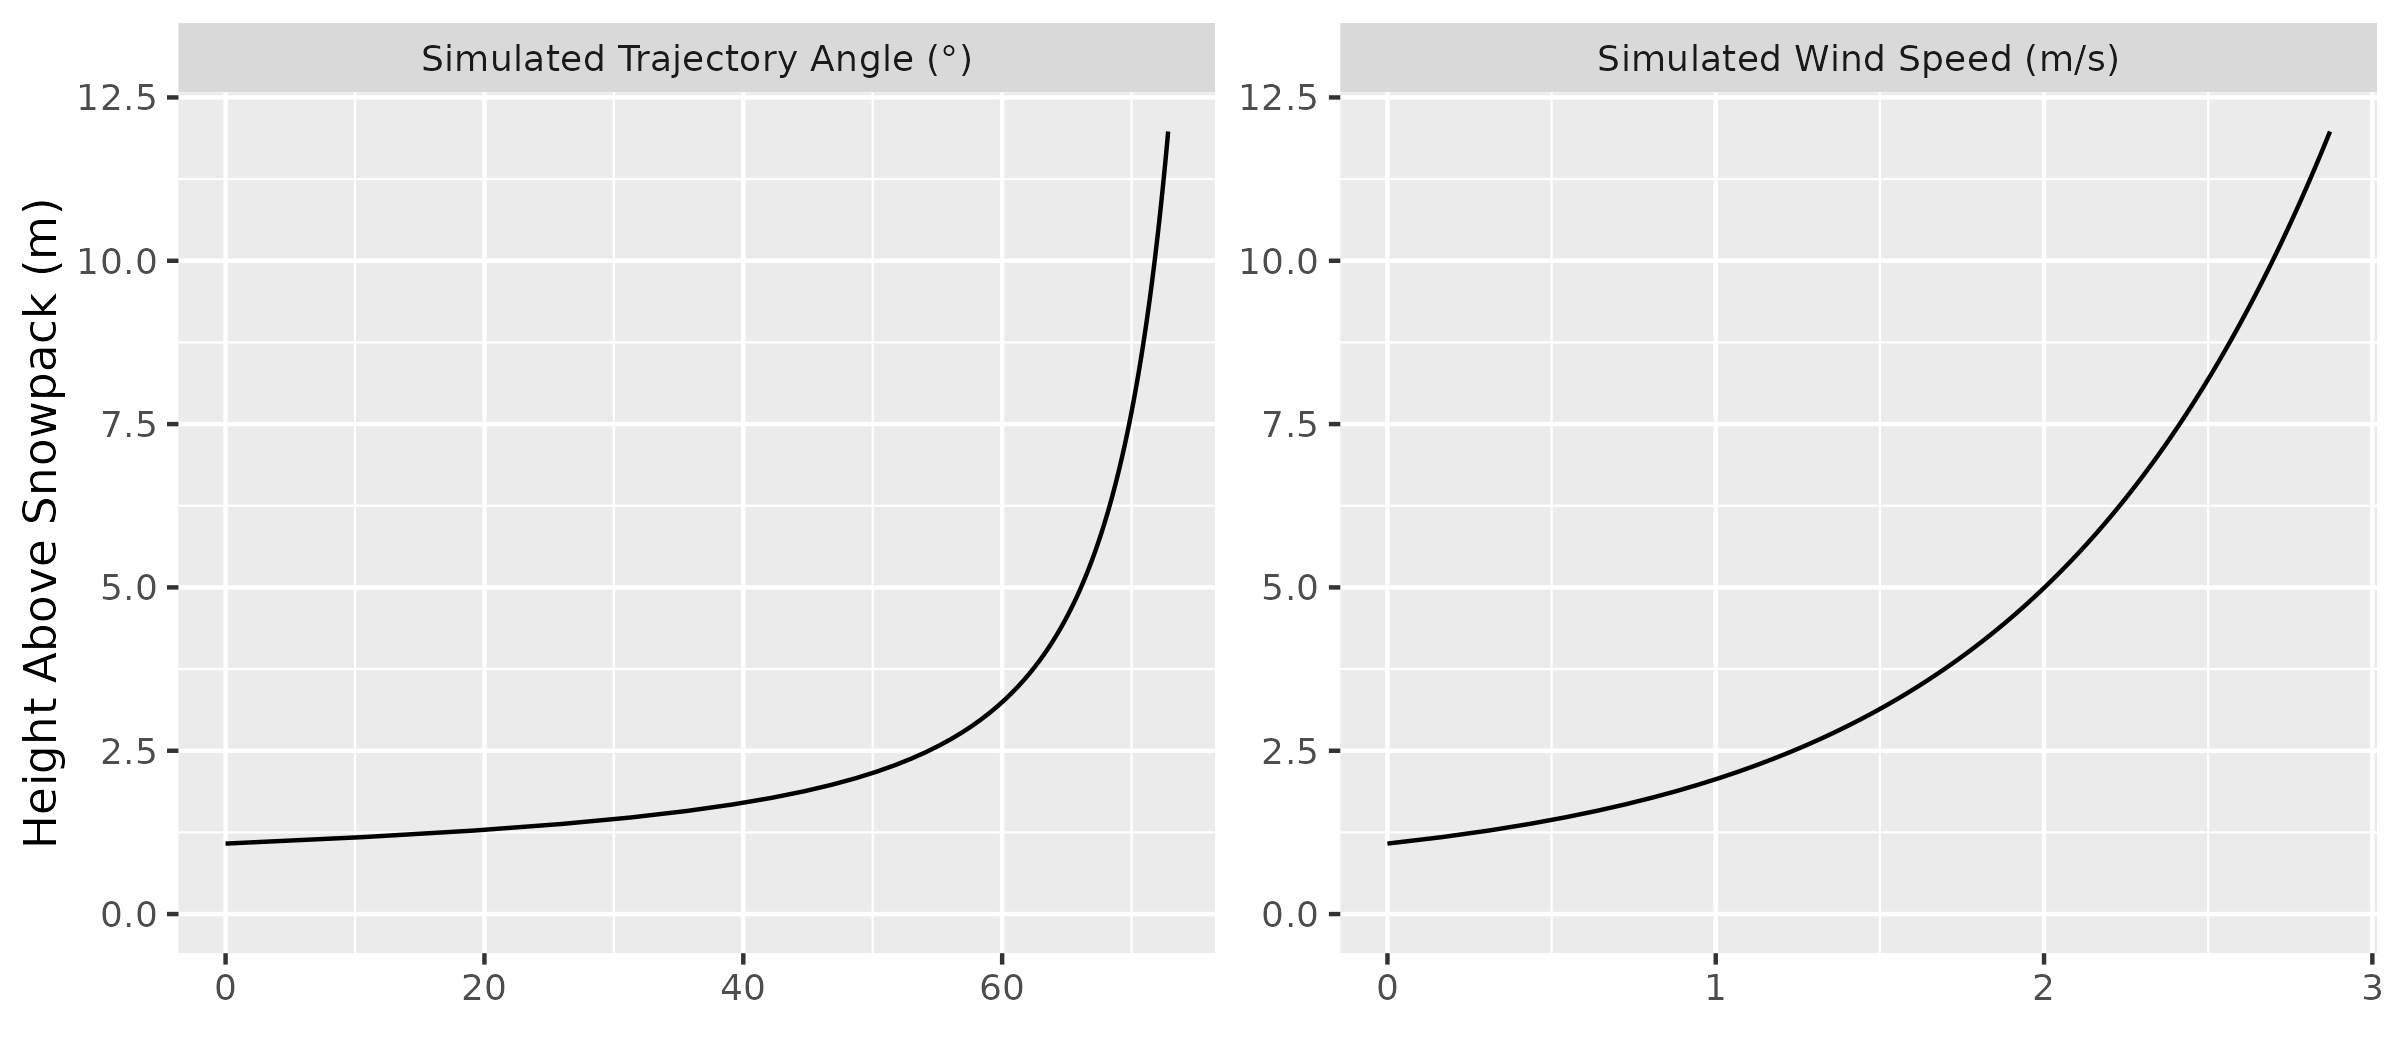 Simulated Trajectory Angle (°)
Simulated Wind Speed (m/s)
Height Above Snowpack (m)
12.5
10.0
7.5
5.0
2.5
0.0
0 20 40 60
12.5
10.0
7.5
5.0
2.5
0.0
0 1 2 3